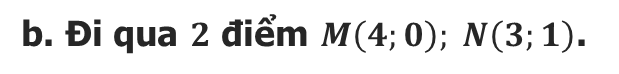 b. Đi qua 2 điểm M(4; 0); N(3; 1).